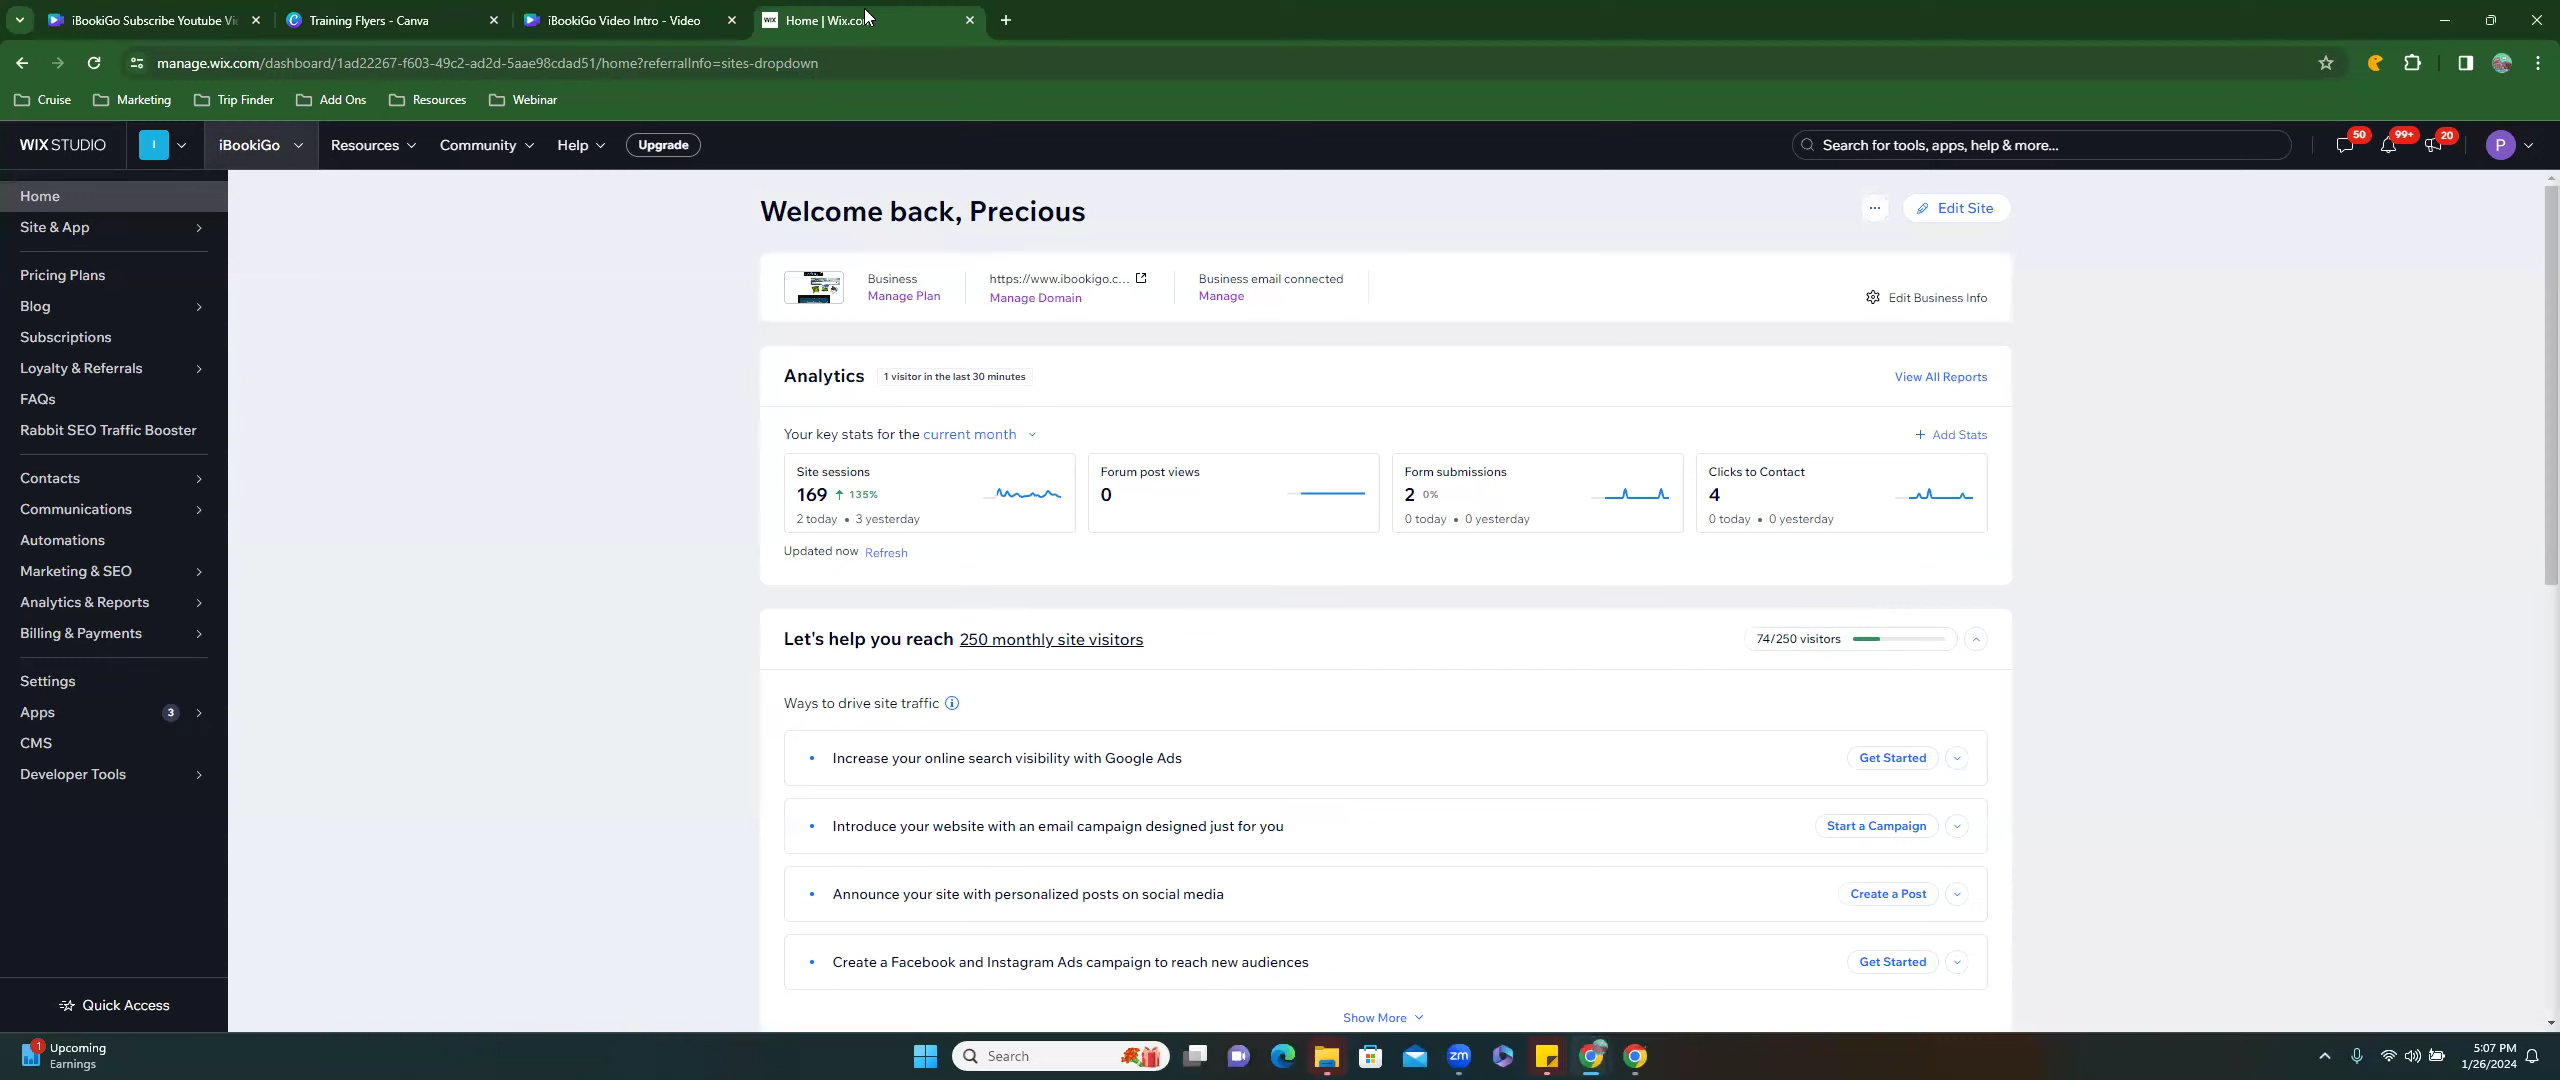 iBookiGo Subscribe Youtube Vi
Training Flyers - Canva
iBookiGo Video Intro - Video
WIX
Home | Wix.co
manage.wix.com/dashboard/1ad22267-f603-49c2-ad2d-5aae98cdad51/home?referralInfo=sites-dropdown
Cruise
Marketing
Trip Finder
Add Ons
Resources
Webinar
WIX STUDIO
I
iBookiGo
Resources
Community
Help
Upgrade
Search for tools, apps, help & more...
50
99+
20
P
Home
Site & App
Pricing Plans
Blog
Subscriptions
Loyalty & Referrals
FAQs
Rabbit SEO Traffic Booster
Contacts
Communications
Automations
Marketing & SEO
Analytics & Reports
Billing & Payments
Settings
Apps 3
CMS
Developer Tools
Quick Access
Welcome back, Precious
... Edit Site
Business
Manage Plan
https://www.ibookigo.c...
Manage Domain
Business email connected
Manage
Edit Business Info
Analytics 1 visitor in the last 30 minutes
View All Reports
Your key stats for the current month
+ Add Stats
Site sessions
169 ↑ 135%
2 today • 3 yesterday
Forum post views
0
Form submissions
2 0%
0 today • 0 yesterday
Clicks to Contact
4
0 today • 0 yesterday
Updated now Refresh
Let's help you reach 250 monthly site visitors
74/250 visitors
Ways to drive site traffic
• Increase your online search visibility with Google Ads
Get Started
• Introduce your website with an email campaign designed just for you
Start a Campaign
• Announce your site with personalized posts on social media
Create a Post
• Create a Facebook and Instagram Ads campaign to reach new audiences
Get Started
Show More
1
Upcoming
Earnings
Search
zm
5:07 PM
1/26/2024